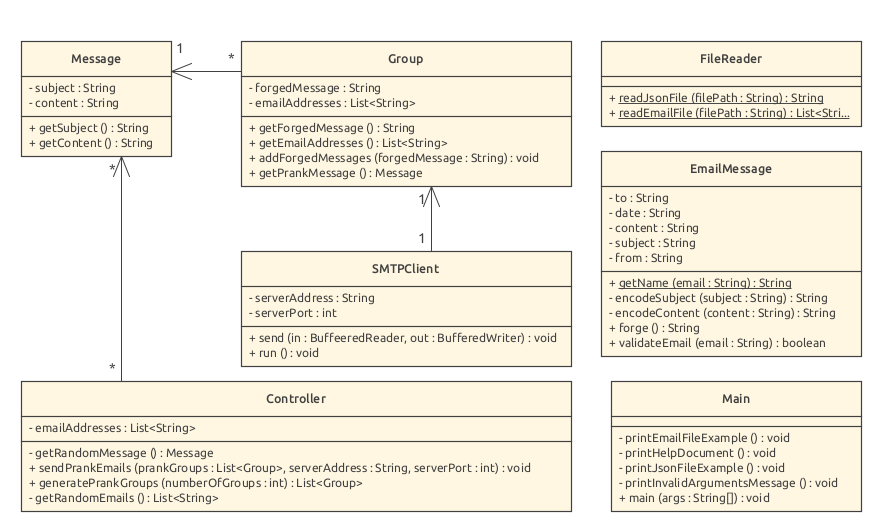 Message
- subject : String
- content : String
+ getSubject () : String
+ getContent () : String
1
*
Group
- forgedMessage : String
- emailAddresses : List<String>
+ getForgedMessage () : String
+ getEmailAddresses () : List<String>
+ addForgedMessages (forgedMessage : String) : void
+ getPrankMessage () : Message
FileReader
+ readJsonFile (filePath : String) : String
+ readEmailFile (filePath : String) : List<Stri...
*
1
1
SMTPClient
- serverAddress : String
- serverPort : int
+ send (in : BuffeeredReader, out : BufferedWriter) : void
+ run () : void
EmailMessage
- to : String
- date : String
- content : String
- subject : String
- from : String
+ getName (email : String) : String
- encodeSubject (subject : String) : String
- encodeContent (content : String) : String
+ forge () : String
+ validateEmail (email : String) : boolean
*
Controller
- emailAddresses : List<String>
- getRandomMessage () : Message
+ sendPrankEmails (prankGroups : List<Group>, serverAddress : String, serverPort : int) : void
+ generatePrankGroups (numberOfGroups : int) : List<Group>
- getRandomEmails () : List<String>
Main
- printEmailFileExample () : void
- printHelpDocument () : void
- printJsonFileExample () : void
- printInvalidArgumentsMessage () : void
+ main (args : String[]) : void